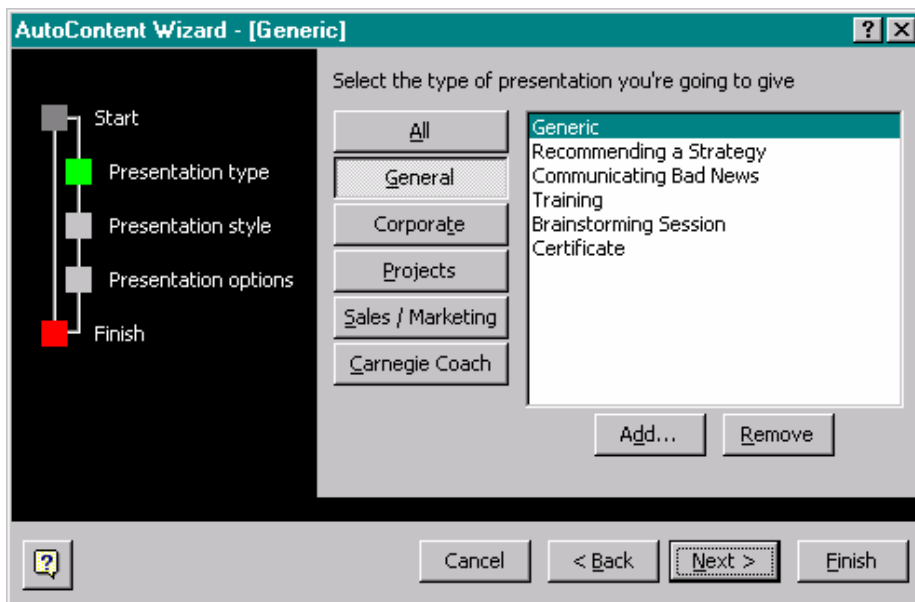 AutoContent Wizard - [Generic]
Start
Presentation type
Presentation style
Presentation options
Finish
Select the type of presentation you're going to give
All
General
Corporate
Projects
Sales / Marketing
Carnegie Coach
Generic
Recommending a Strategy
Communicating Bad News
Training
Brainstorming Session
Certificate
Add...
Remove
Cancel
< Back
Next >
Finish